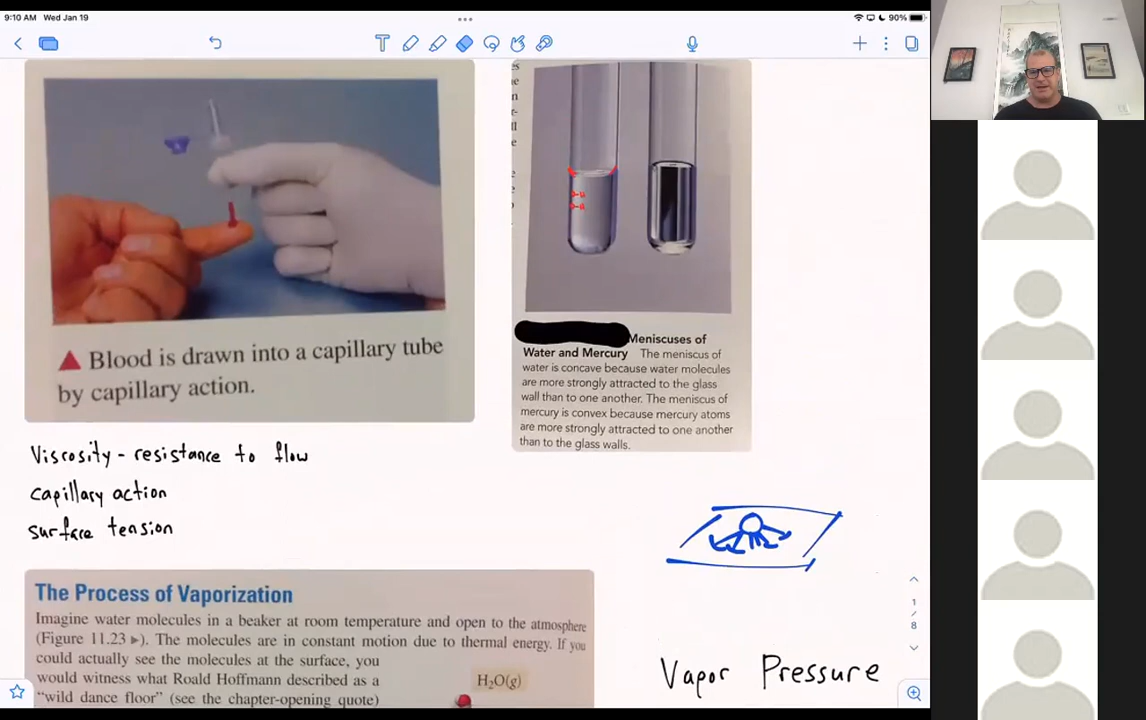 9:10 AM Wed Jan 19
90%
▲ Blood is drawn into a capillary tube
by capillary action.
Meniscuses of
Water and Mercury The meniscus of
water is concave because water molecules
are more strongly attracted to the glass
wall than to one another. The meniscus of
mercury is convex because mercury atoms
are more strongly attracted to one another
than to the glass walls.
Viscosity - resistance to flow
Capillary action
surface tension
The Process of Vaporization
Imagine water molecules in a beaker at room temperature and open to the atmosphere
(Figure 11.23 ▶). The molecules are in constant motion due to thermal energy. If you
could actually see the molecules at the surface, you
would witness what Roald Hoffmann described as a
“wild dance floor” (see the chapter-opening quote)
H₂O(g)
Vapor Pressure
1
/
8